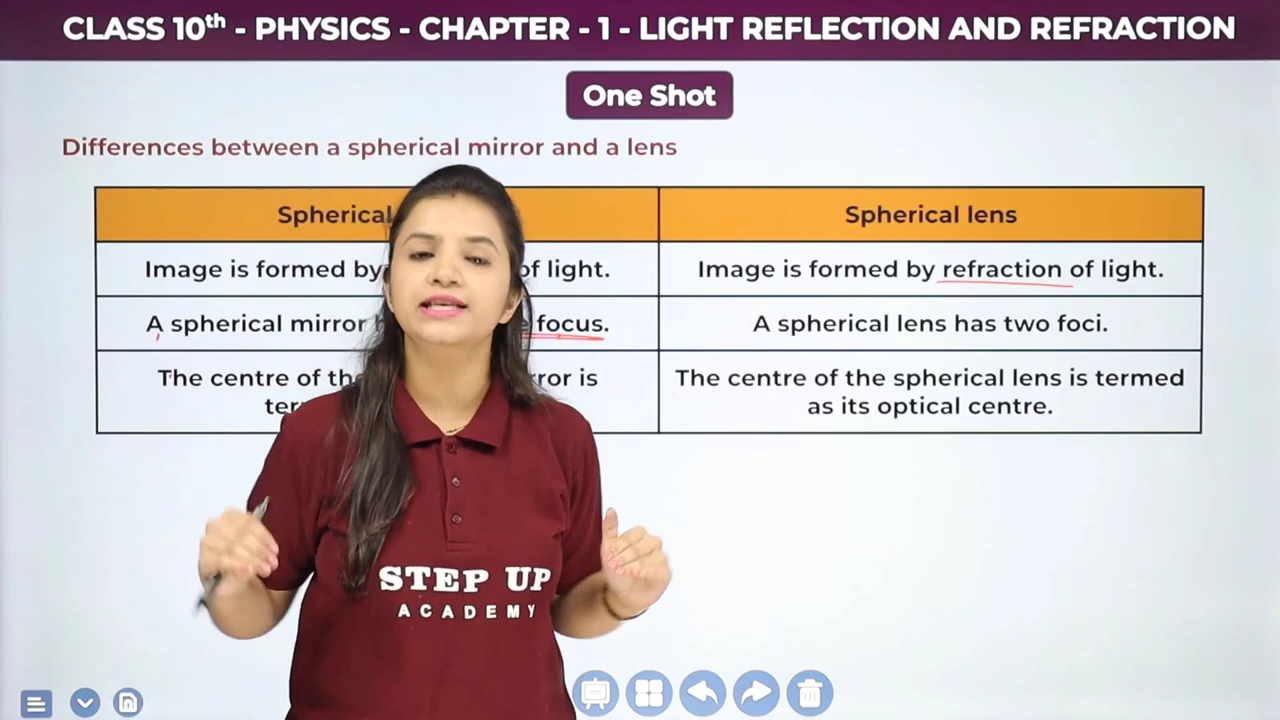 CLASS 10th - PHYSICS - CHAPTER - 1 - LIGHT REFLECTION AND REFRACTION
One Shot
Differences between a spherical mirror and a lens
Spherical
Spherical lens
Image is formed by of light.
Image is formed by refraction of light.
A spherical mirror focus.
A spherical lens has two foci.
The centre of is
The centre of the spherical lens is termed
as its optical centre.
STEP UP
ACADEMY